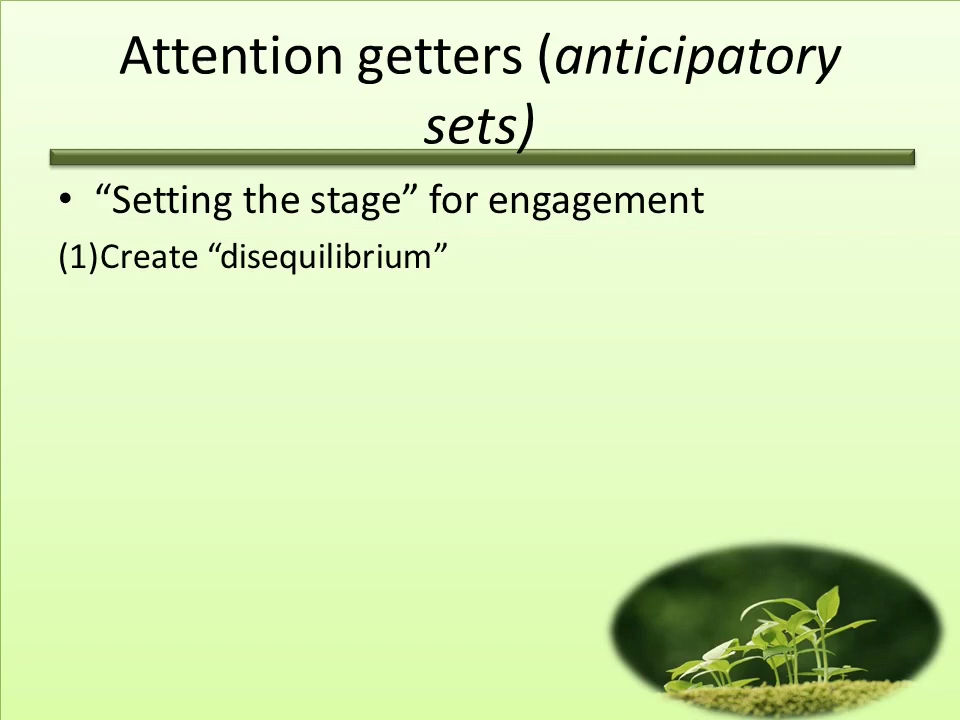 Attention getters (anticipatory
sets)
• “Setting the stage” for engagement
(1)Create “disequilibrium”